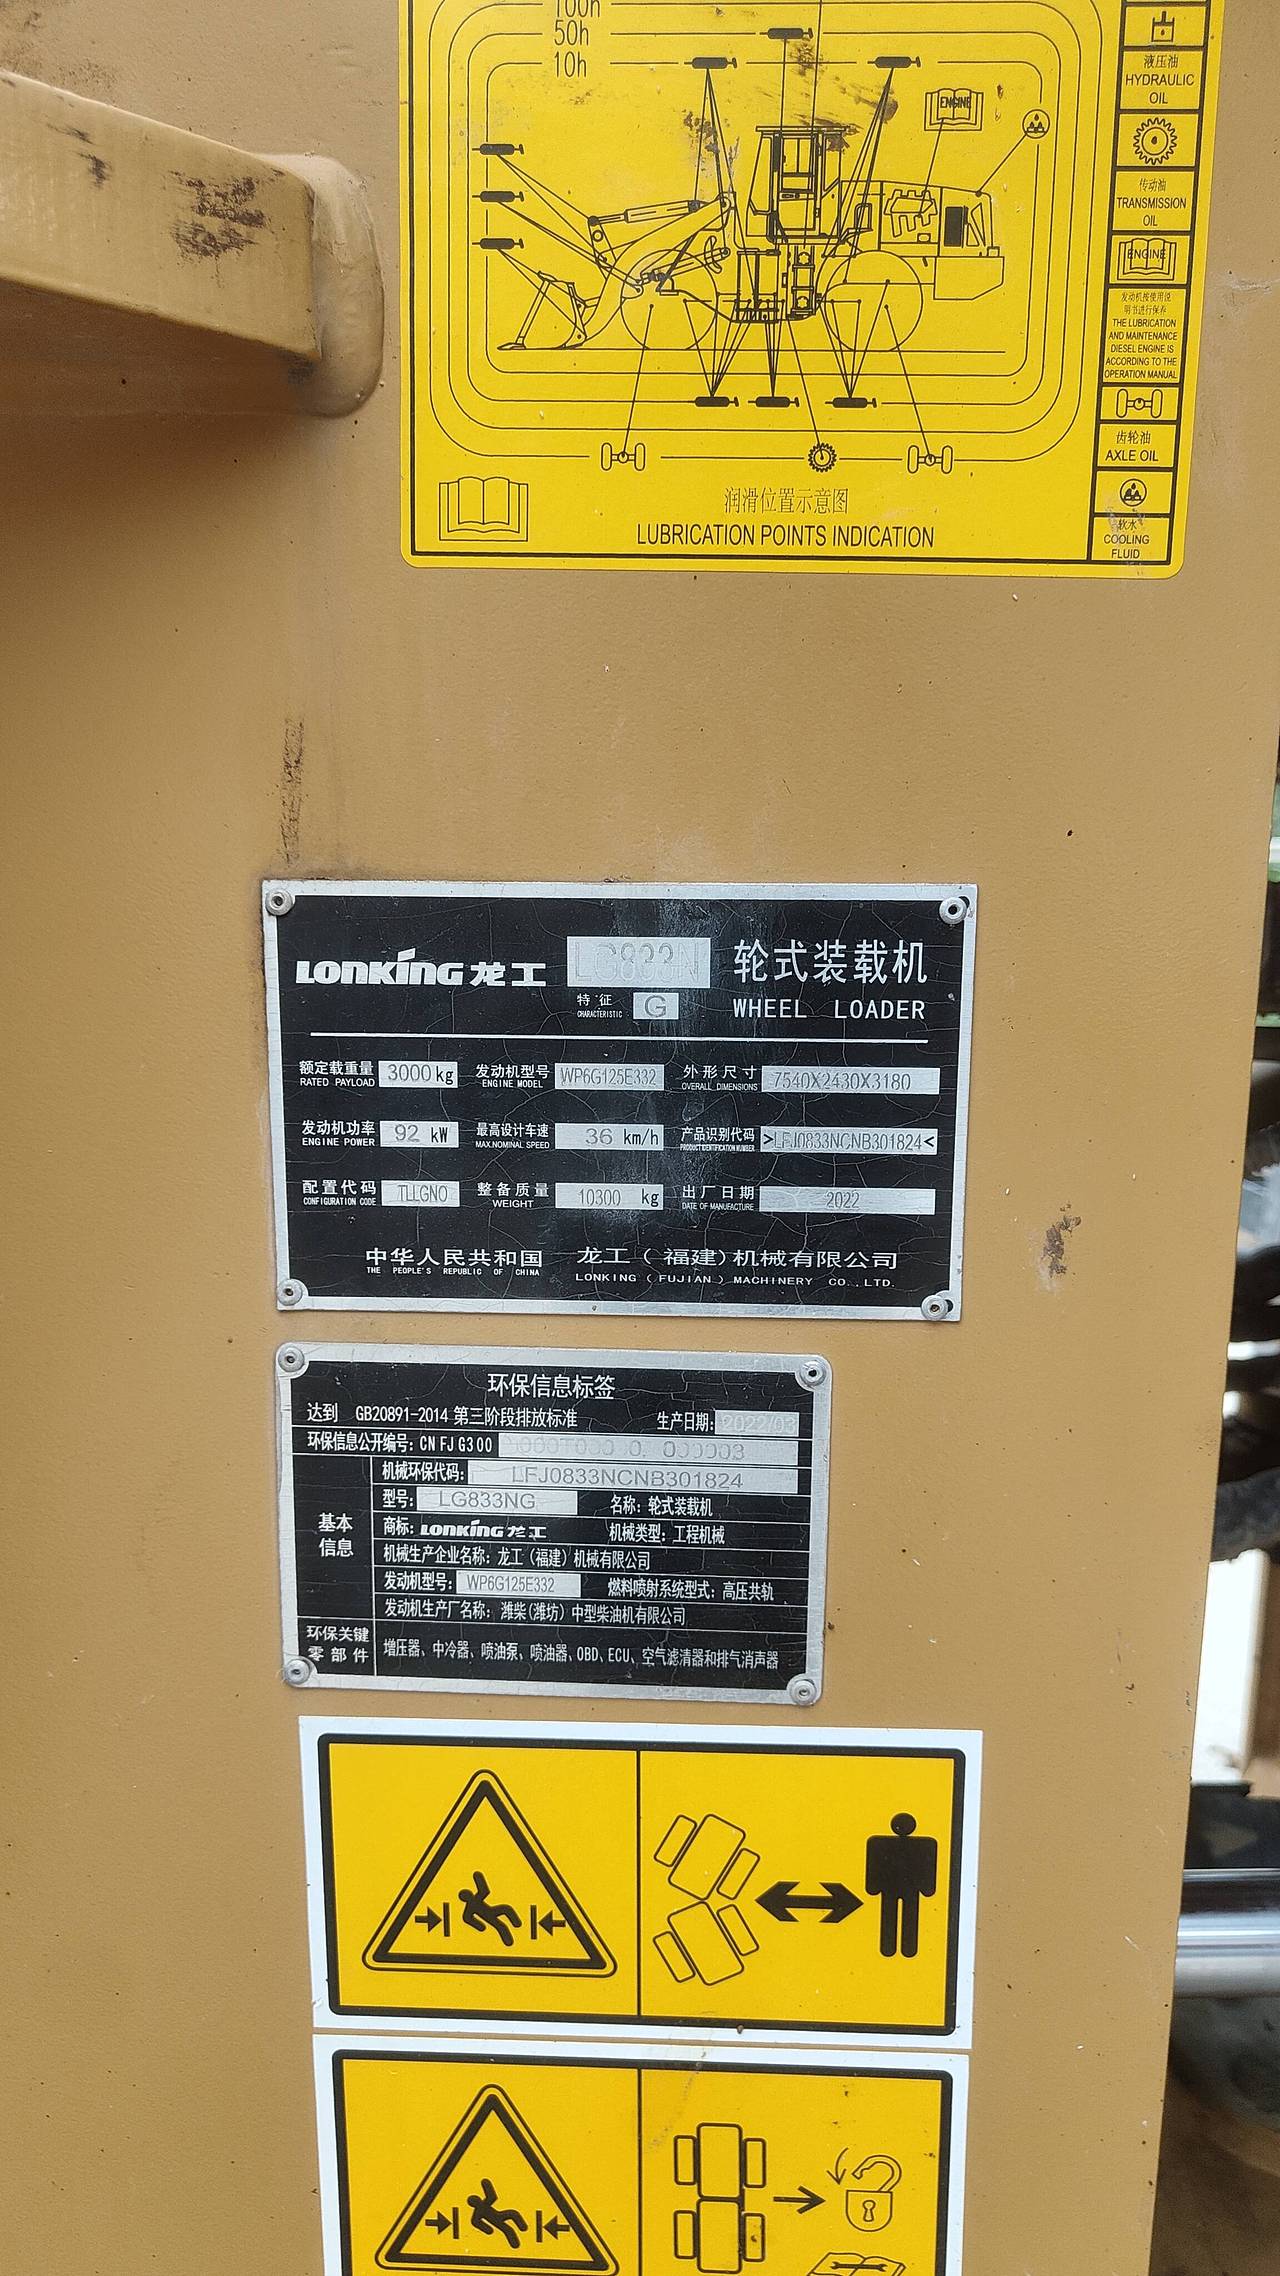 100h
50h
10h
ENGINE
液压油
HYDRAULIC
OIL
传动油
TRANSMISSION
OIL
ENGINE
发动机按使用说
明书进行保养
THE LUBRICATION
AND MAINTENANCE
DIESEL ENGINE IS
ACCORDING TO THE
OPERATION MANUAL
齿轮油
AXLE OIL
软水
COOLING
FLUID
润滑位置示意图
LUBRICATION POINTS INDICATION
LONKING 龙工 LG833N 轮式装载机
特征 G WHEEL LOADER
CHARACTERISTIC
额定载重量 3000 kg 发动机型号 WP6G125E332 外形尺寸 7540X2430X3180
RATED PAYLOAD ENGINE MODEL OVERALL DIMENSIONS
发动机功率 92 kW 最高设计车速 36 km/h 产品识别代码 >LFJ0833NCNB301824<
ENGINE POWER MAX.NOMINAL SPEED PRODUCT IDENTIFICATION NUMBER
配置代码 TLLGNO 整备质量 10300 kg 出厂日期 2022
CONFIGURATION CODE WEIGHT DATE OF MANUFACTURE
中华人民共和国 龙工(福建)机械有限公司
THE PEOPLE'S REPUBLIC OF CHINA LONKING (FUJIAN) MACHINERY CO.,LTD.
环保信息标签
达到 GB20891-2014 第三阶段排放标准 生产日期: 2022/03
环保信息公开编号: CN FJ G300
机械环保代码: LFJ0833NCNB301824
型号: LG833NG 名称: 轮式装载机
基本信息
商标: LONKING 龙工 机械类型: 工程机械
机械生产企业名称: 龙工(福建)机械有限公司
发动机型号: WP6G125E332 燃料喷射系统型式: 高压共轨
发动机生产厂名称: 潍柴(潍坊)中型柴油机有限公司
环保关键零部件 增压器、中冷器、喷油泵、喷油器、OBD、ECU、空气滤清器和排气消声器